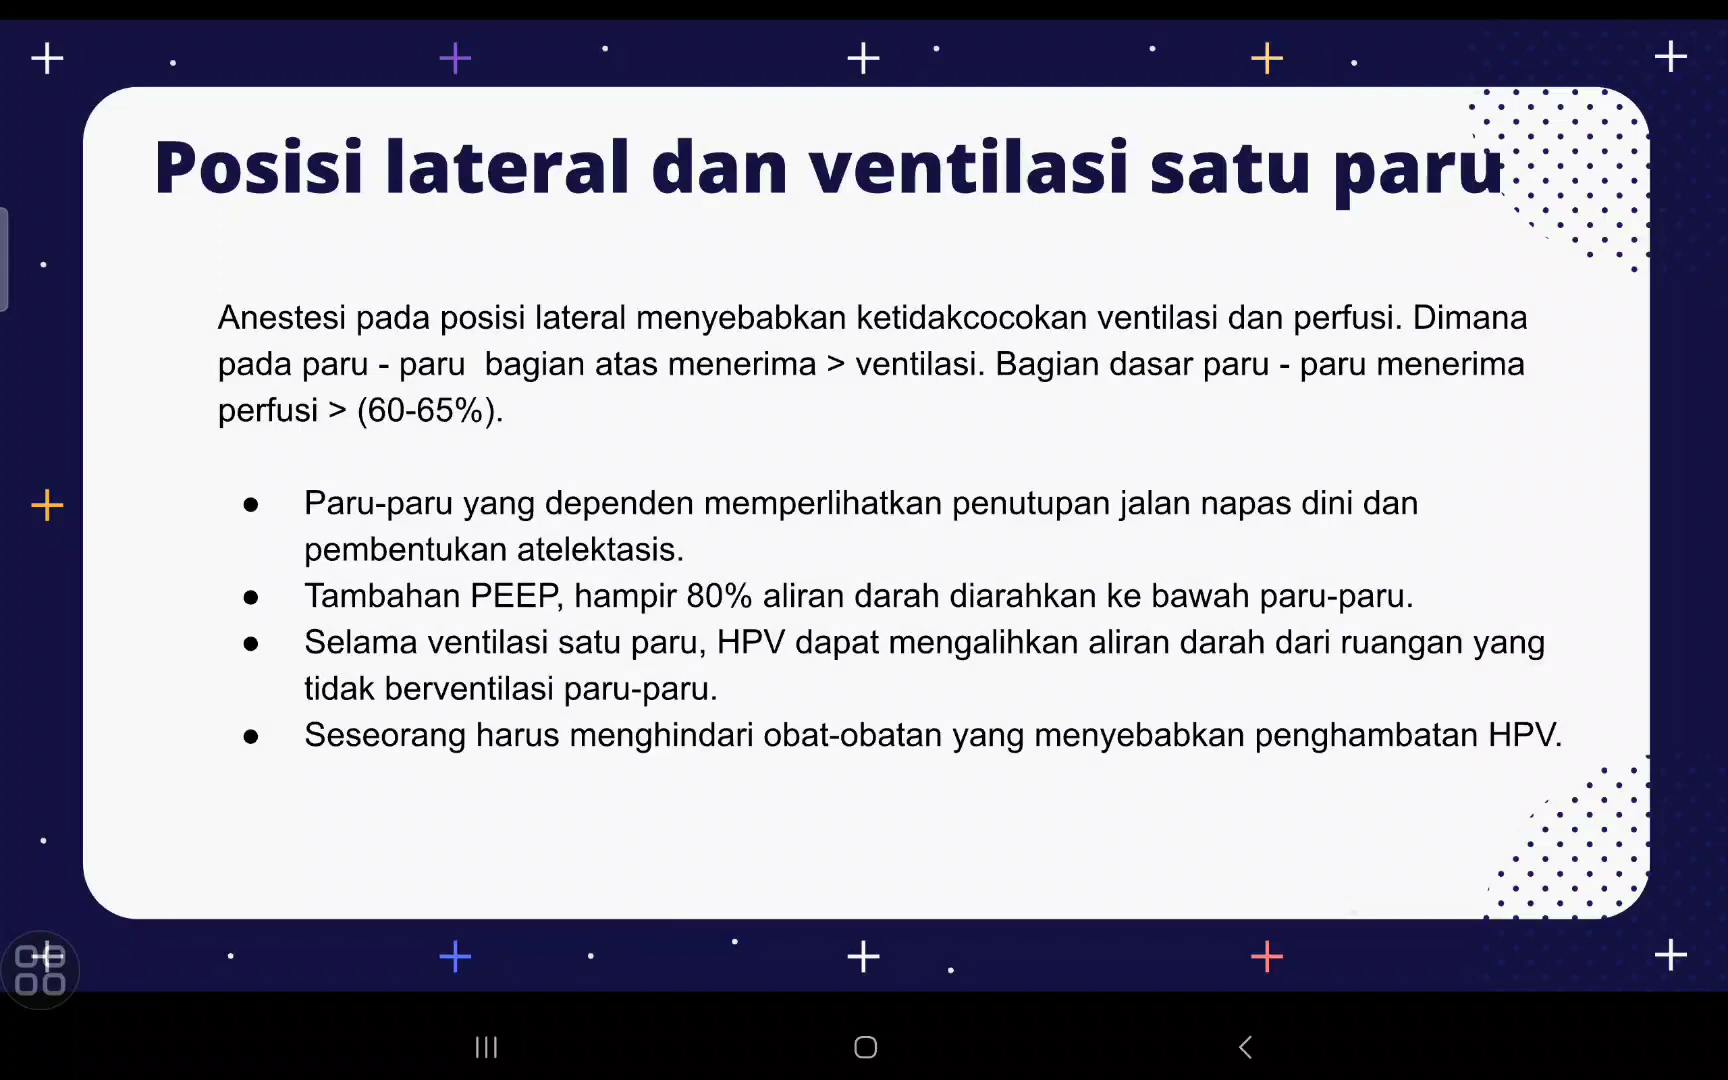 Posisi lateral dan ventilasi satu paru
Anestesi pada posisi lateral menyebabkan ketidakcocokan ventilasi dan perfusi. Dimana
pada paru - paru  bagian atas menerima > ventilasi. Bagian dasar paru - paru menerima
perfusi > (60-65%).
● Paru-paru yang dependen memperlihatkan penutupan jalan napas dini dan
pembentukan atelektasis.
● Tambahan PEEP, hampir 80% aliran darah diarahkan ke bawah paru-paru.
● Selama ventilasi satu paru, HPV dapat mengalihkan aliran darah dari ruangan yang
tidak berventilasi paru-paru.
● Seseorang harus menghindari obat-obatan yang menyebabkan penghambatan HPV.